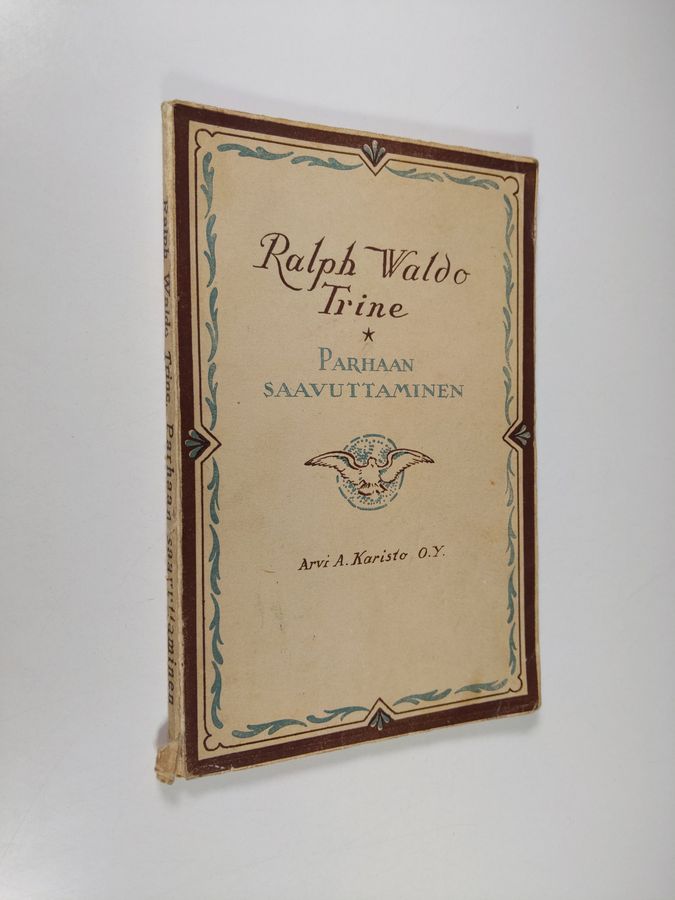 Ralph Waldo
Trine
PARHAAN
SAAVUTTAMINEN
Arvi A. Karisto O.Y.
Ralph Waldo Trine Parhaan saavuttaminen